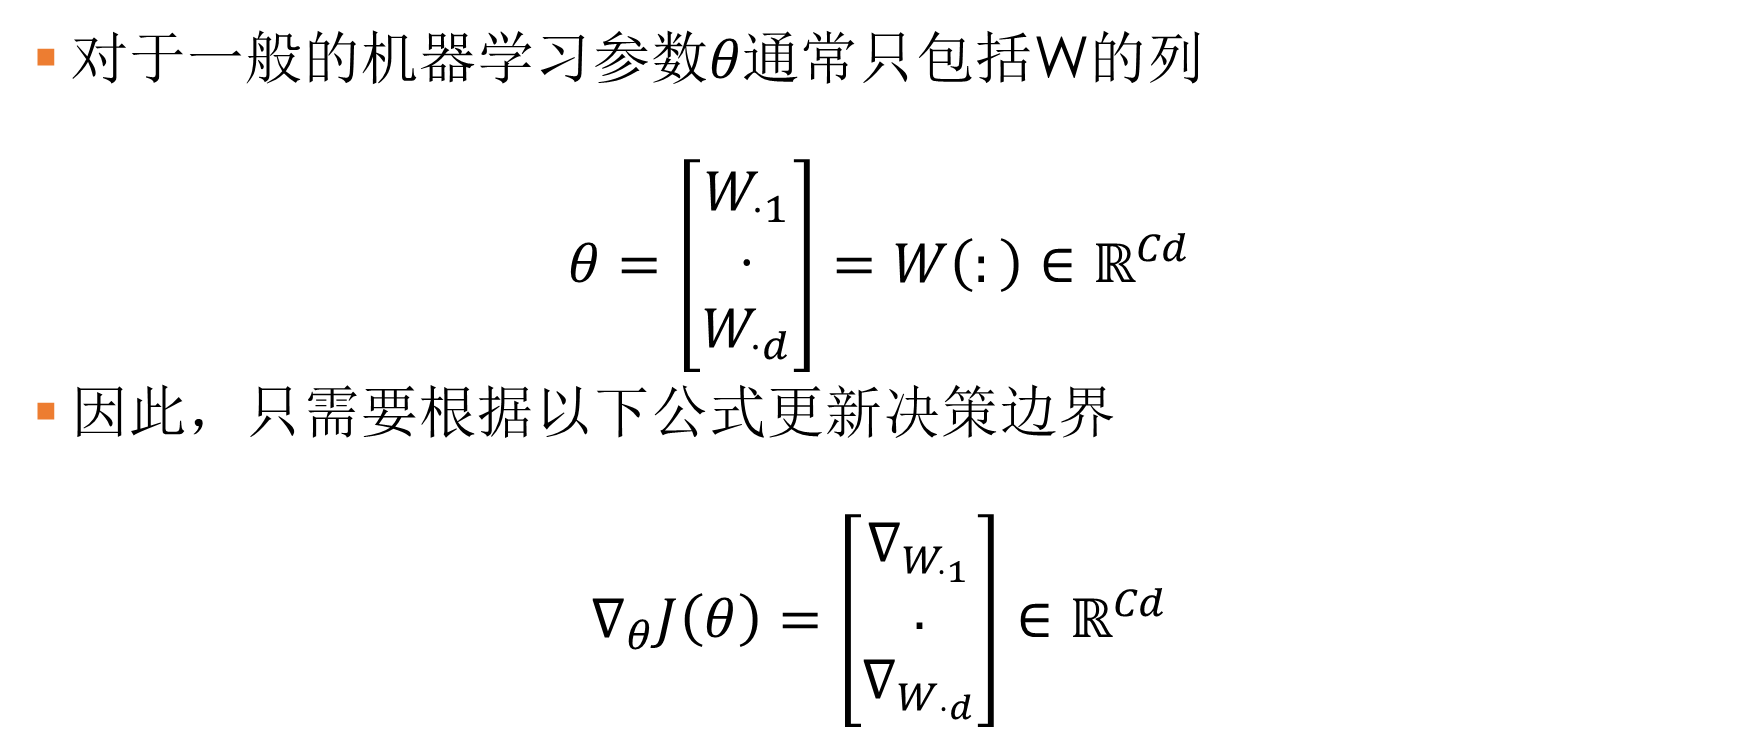 ▪ 对于一般的机器学习参数θ通常只包括W的列
θ = [W.1 · W.d] = W(:) ∈ ℝ^{Cd}
▪ 因此，只需要根据以下公式更新决策边界
∇_θ J(θ) = [∇_{W.1} · ∇_{W.d}] ∈ ℝ^{Cd}